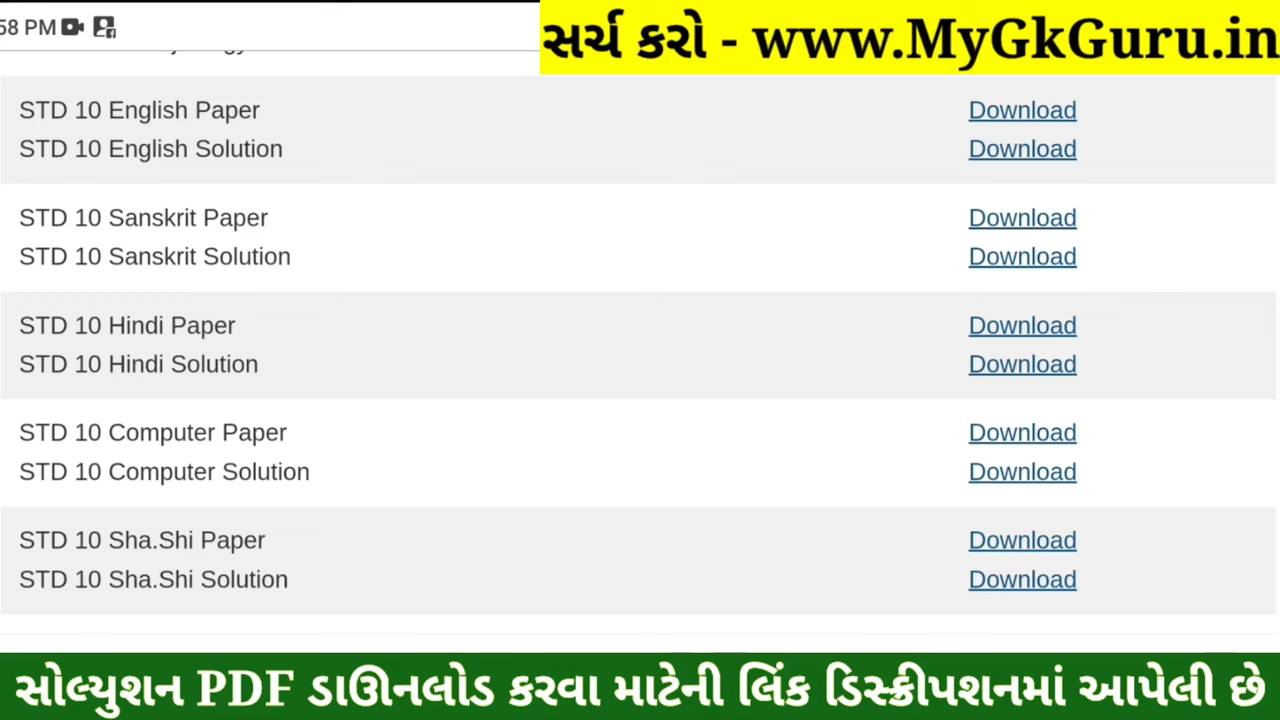 58 PM
સર્ચ કરો - www.MyGkGuru.in
STD 10 English Paper Download
STD 10 English Solution Download
STD 10 Sanskrit Paper Download
STD 10 Sanskrit Solution Download
STD 10 Hindi Paper Download
STD 10 Hindi Solution Download
STD 10 Computer Paper Download
STD 10 Computer Solution Download
STD 10 Sha.Shi Paper Download
STD 10 Sha.Shi Solution Download
સોલ્યુશન PDF ડાઊનલોડ કરવા માટેની લિંક ડિસ્ક્રીપશનમાં આપેલી છે